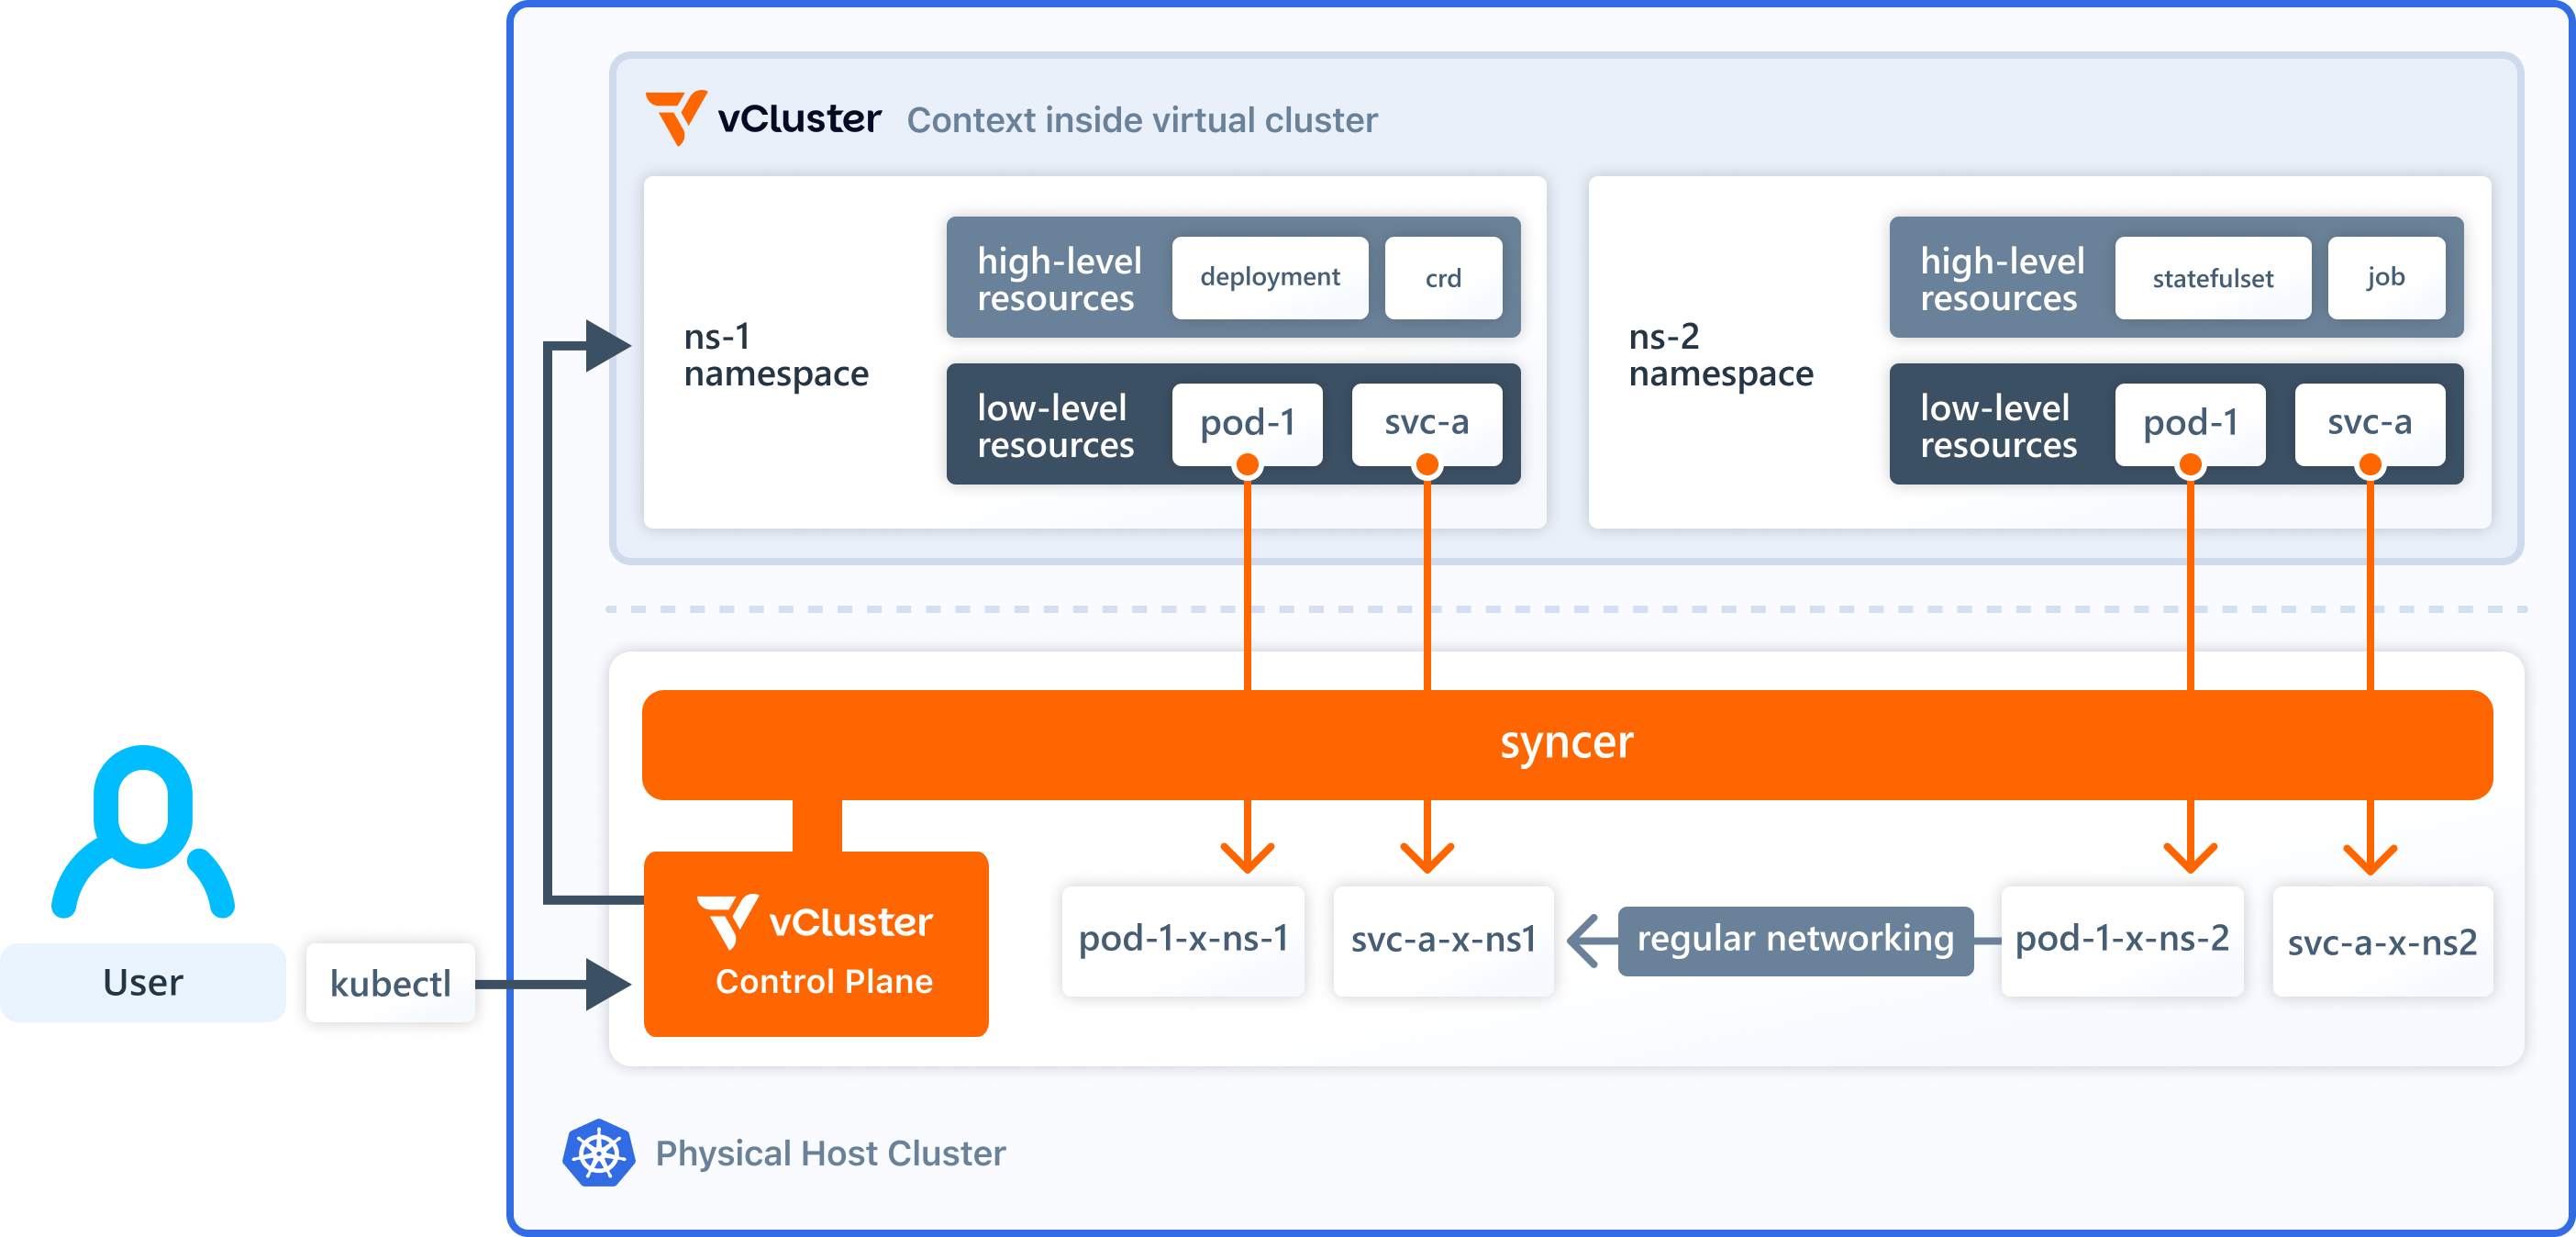 vCluster Context inside virtual cluster
ns-1
namespace
high-level
resources
deployment
crd
low-level
resources
pod-1
svc-a
ns-2
namespace
high-level
resources
statefulset
job
low-level
resources
pod-1
svc-a
syncer
User
kubectl
vCluster
Control Plane
pod-1-x-ns-1
svc-a-x-ns1
regular networking
pod-1-x-ns-2
svc-a-x-ns2
Physical Host Cluster